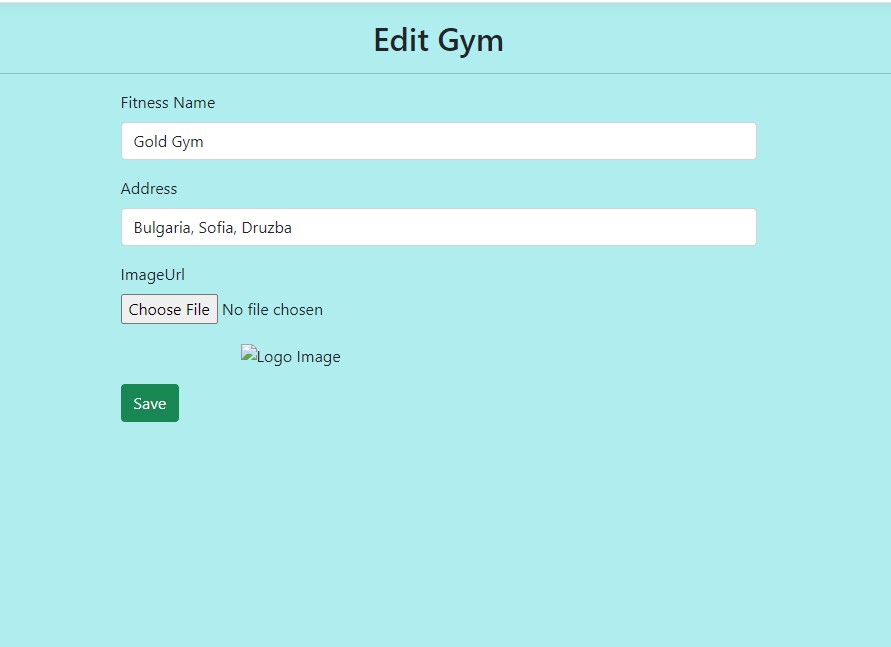 Edit Gym
Fitness Name
Gold Gym
Address
Bulgaria, Sofia, Druzba
ImageUrl
Choose File No file chosen
Logo Image
Save